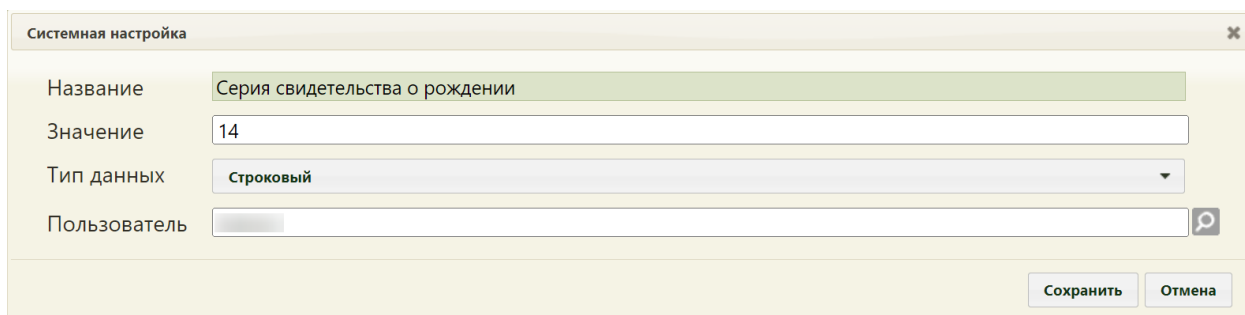 Системная настройка
Название Серия свидетельства о рождении
Значение 14
Тип данных Строковый
Пользователь
Сохранить Отмена